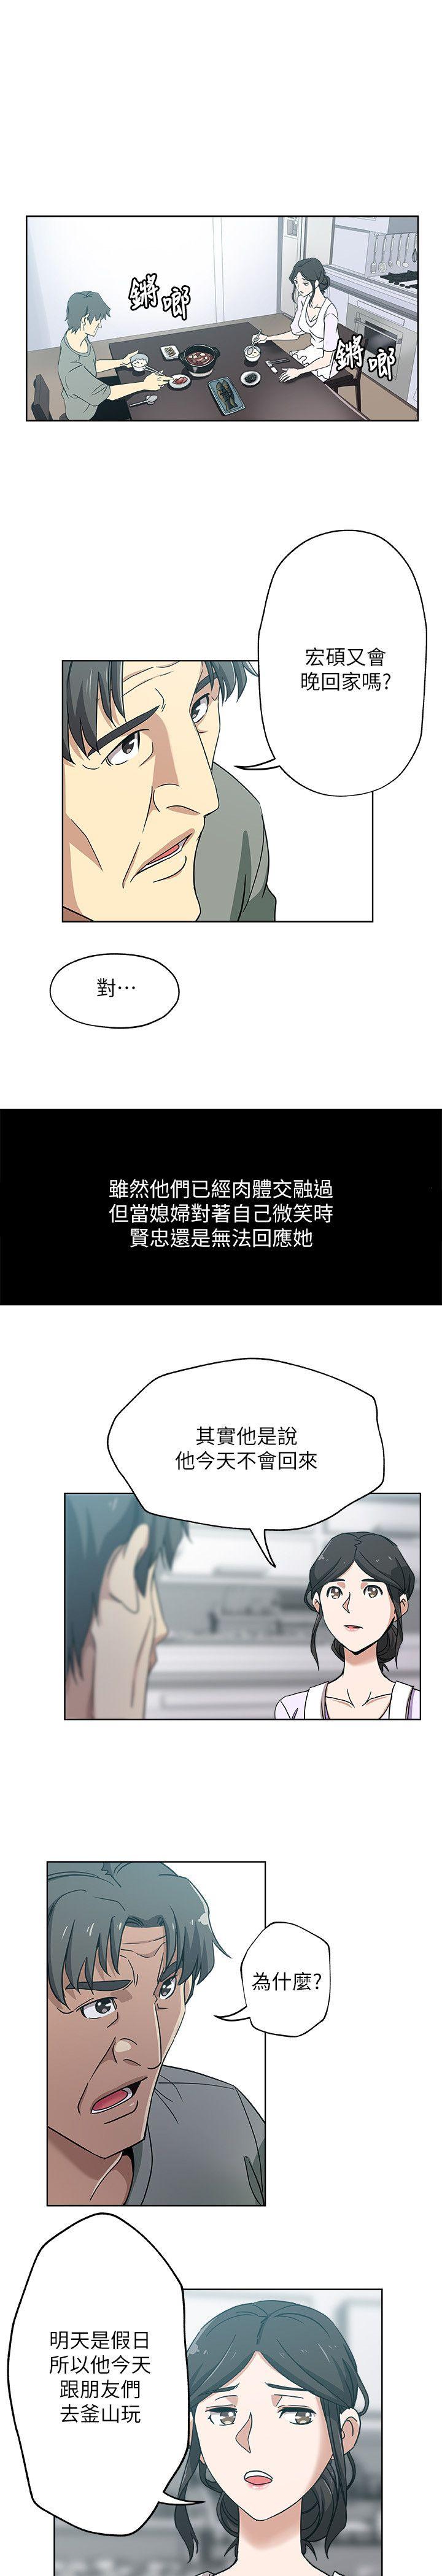 鏘啷
鏘啷
宏碩又會
晚回家嗎?
對⋯
雖然他們已經肉體交融過
但當媳婦對著自己微笑時
賢忠還是無法回應她
其實他是說
他今天不會回來
為什麼?
明天是假日
所以他今天
跟朋友們
去釜山玩